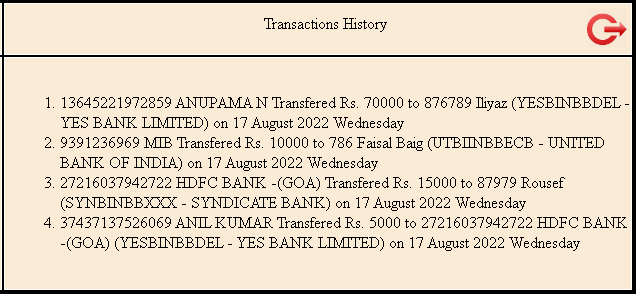 Transactions History
1. 13645221972859 ANUPAMA N Transfered Rs. 70000 to 876789 Iliyaz (YESBINBBDEL -
YES BANK LIMITED) on 17 August 2022 Wednesday
2. 9391236969 MIB Transfered Rs. 10000 to 786 Faisal Baig (UTBIINBBECB - UNITED
BANK OF INDIA) on 17 August 2022 Wednesday
3. 27216037942722 HDFC BANK -(GOA) Transfered Rs. 15000 to 87979 Rousef
(SYNBINBBXXX - SYNDICATE BANK) on 17 August 2022 Wednesday
4. 37437137526069 ANIL KUMAR Transfered Rs. 5000 to 27216037942722 HDFC BANK
-(GOA) (YESBINBBDEL - YES BANK LIMITED) on 17 August 2022 Wednesday